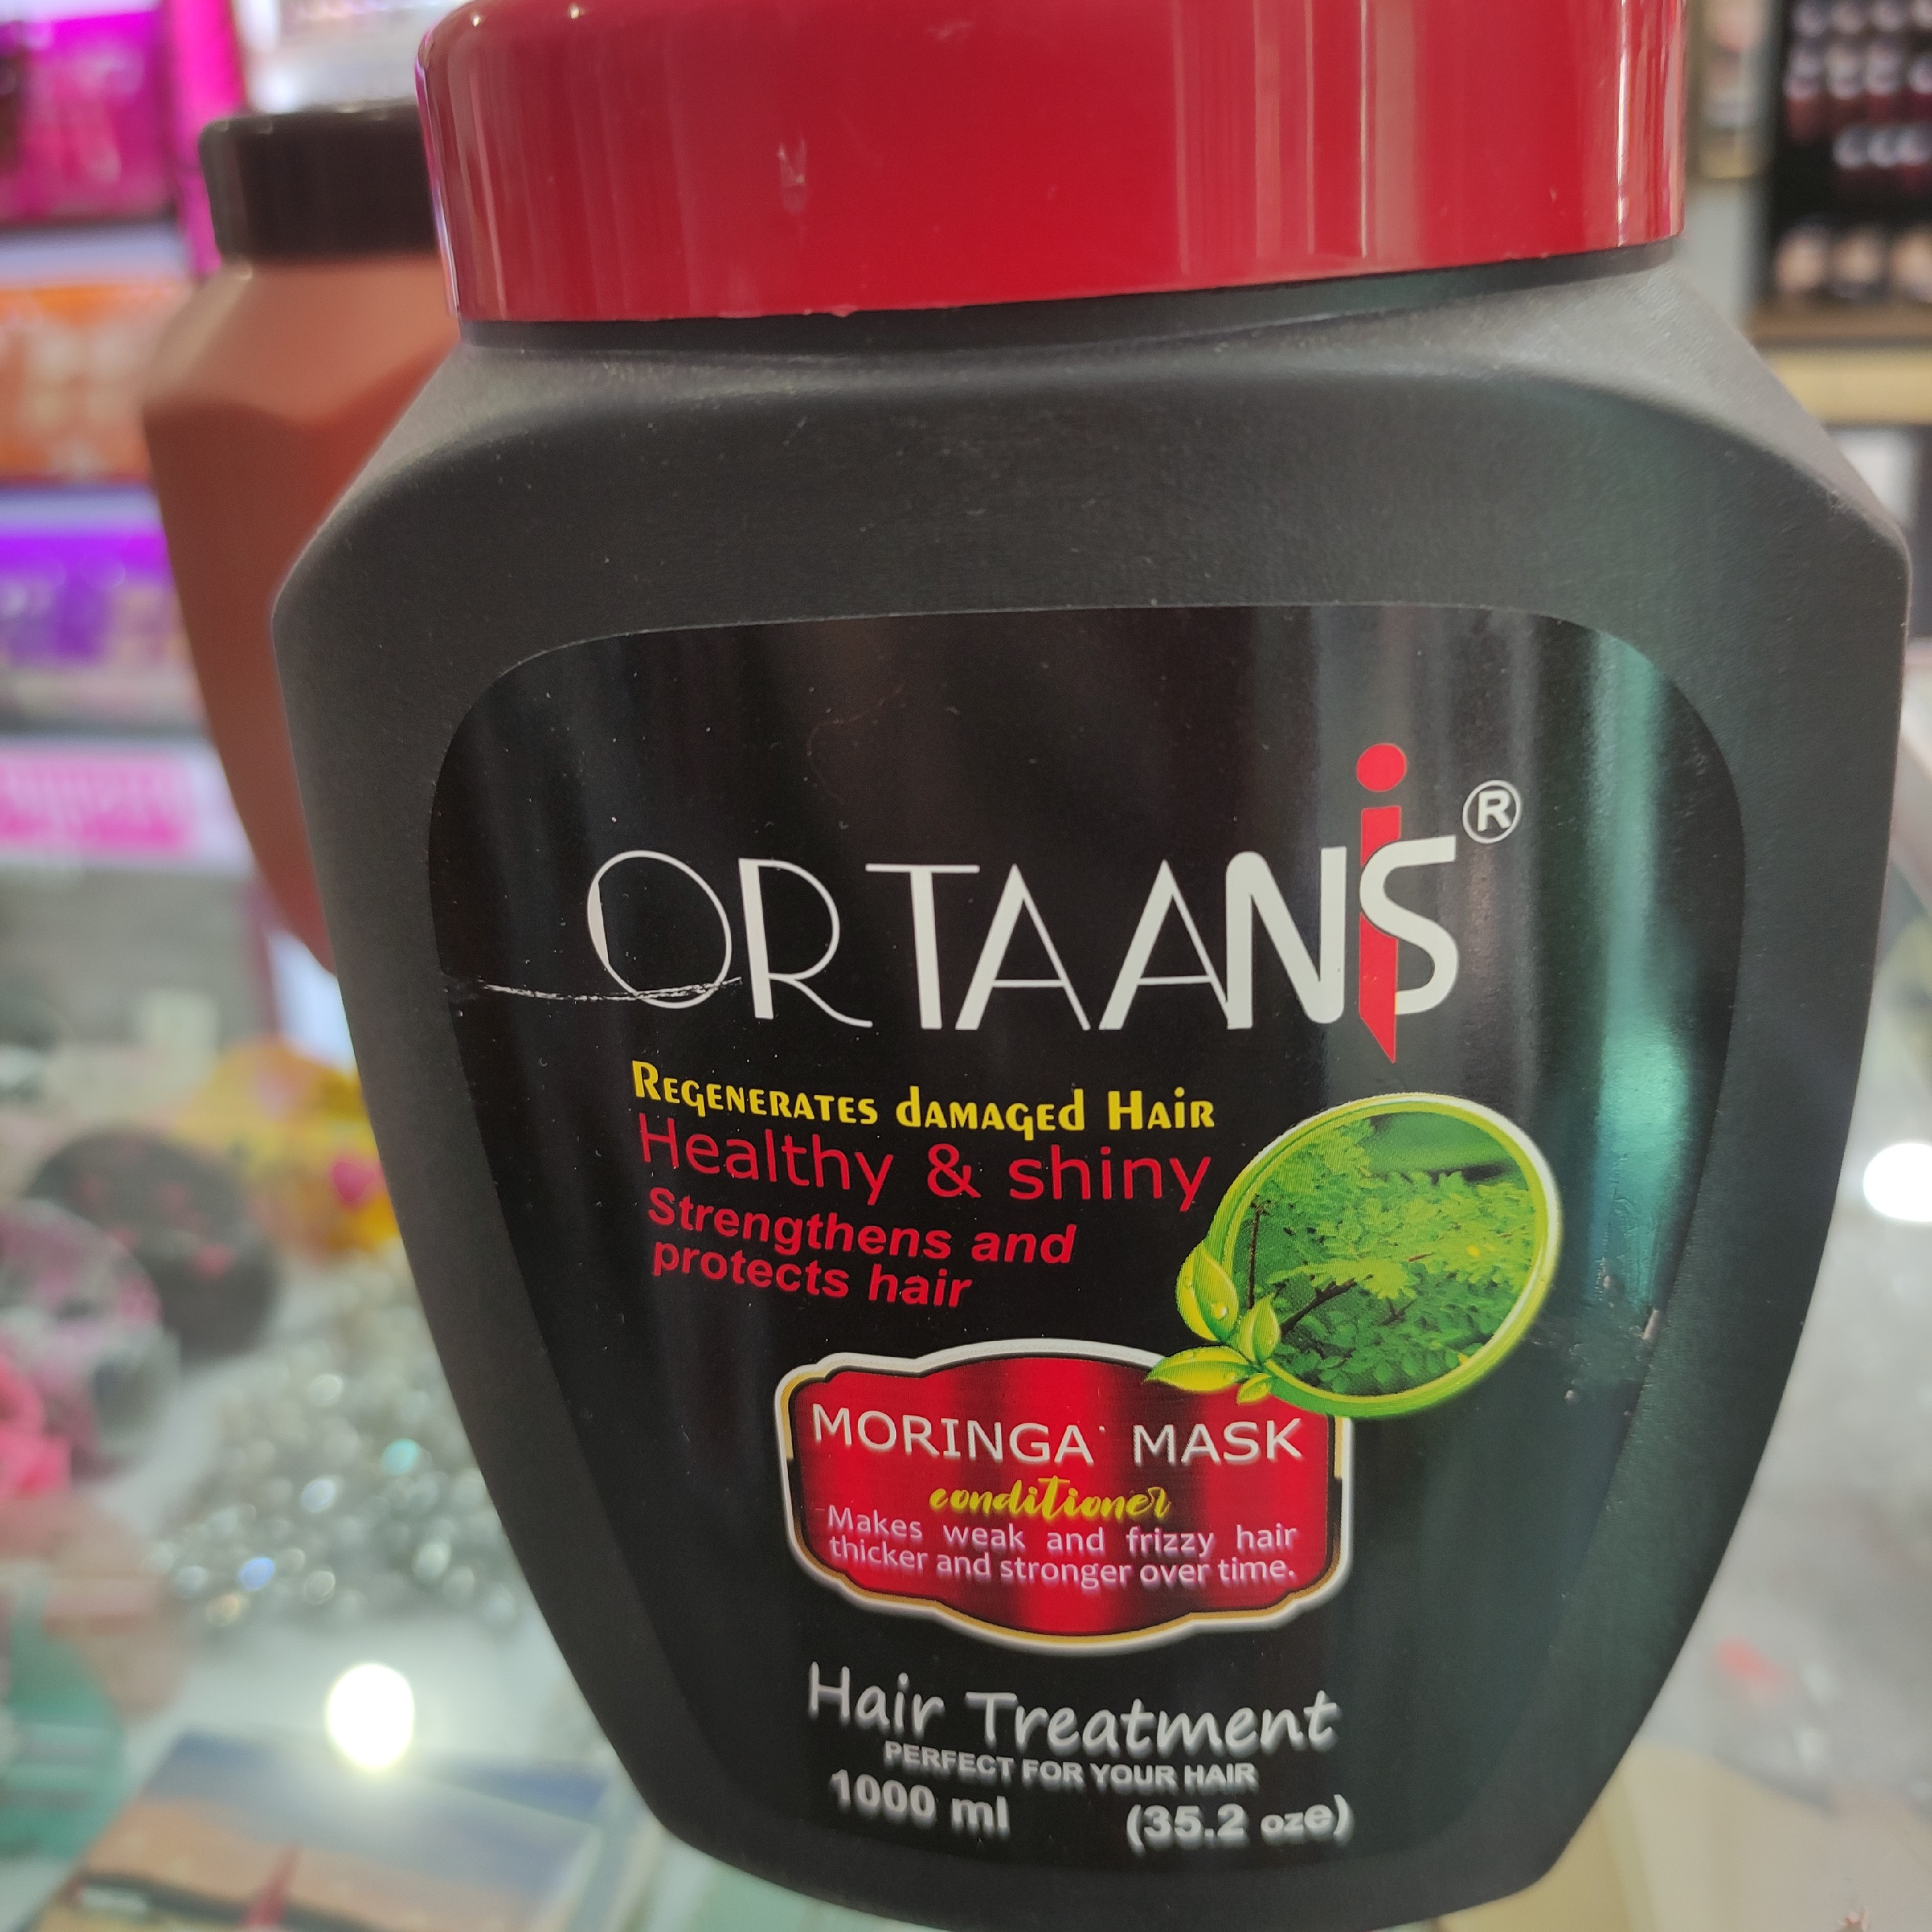 ORTAANiS®
REGENERATES dAMAGEd HAiR
Healthy & shiny
Strengthens and
protects hair
MORINGA MASK
conditioner
Makes weak and frizzy hair
thicker and stronger over time.
Hair Treatment
PERFECT FOR YOUR HAIR
1000 ml (35.2 oze)